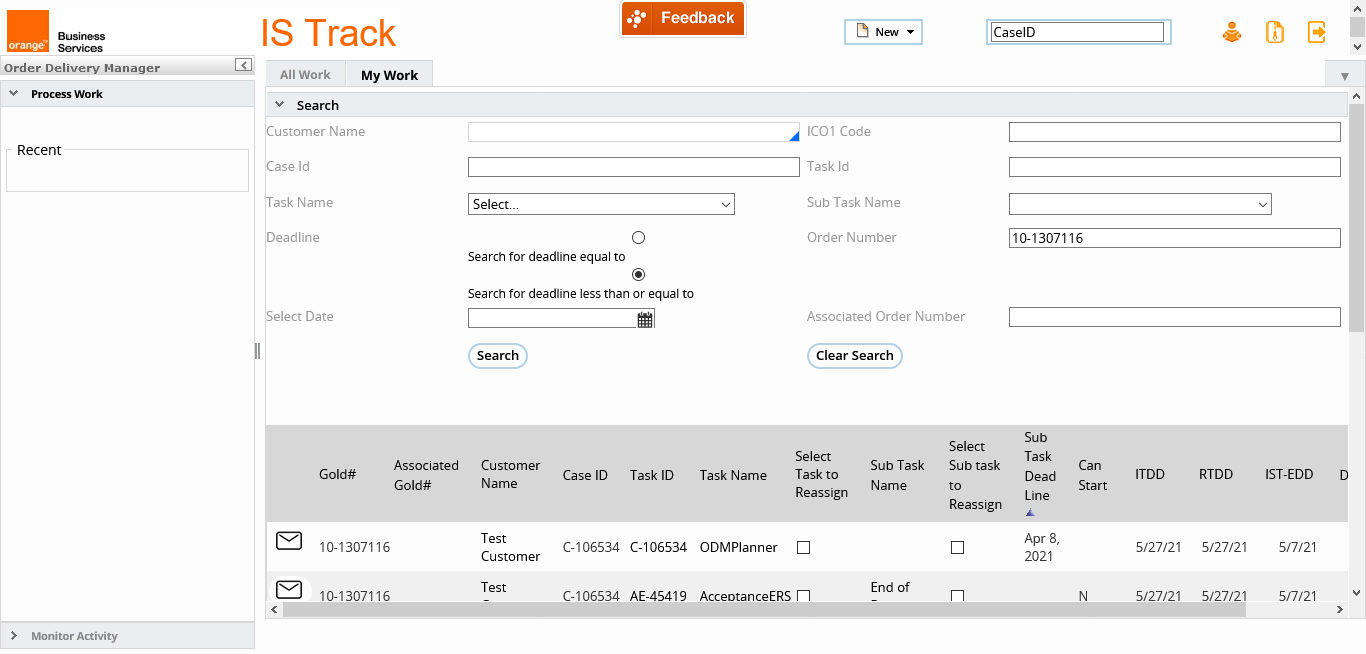 orange™
Business
Services
IS Track
Feedback
New
CaseID
Order Delivery Manager
Process Work
Recent
Monitor Activity
All Work
My Work
Search
Customer Name
ICO1 Code
Case Id
Task Id
Task Name
Select...
Sub Task Name
Deadline
Order Number
10-1307116
Search for deadline equal to
Search for deadline less than or equal to
Select Date
Associated Order Number
Search
Clear Search
Gold#
Associated
Gold#
Customer
Name
Case ID
Task ID
Task Name
Select
Task to
Reassign
Sub Task
Name
Select
Sub task
to
Reassign
Sub
Task
Dead
Line
Can
Start
ITDD
RTDD
IST-EDD
D
10-1307116
Test
Customer
C-106534
C-106534
ODMPlanner
Apr 8,
2021
5/27/21
5/27/21
5/7/21
10-1307116
Test
C-106534
AE-45419
AcceptanceERS
End of
N
5/27/21
5/27/21
5/7/21